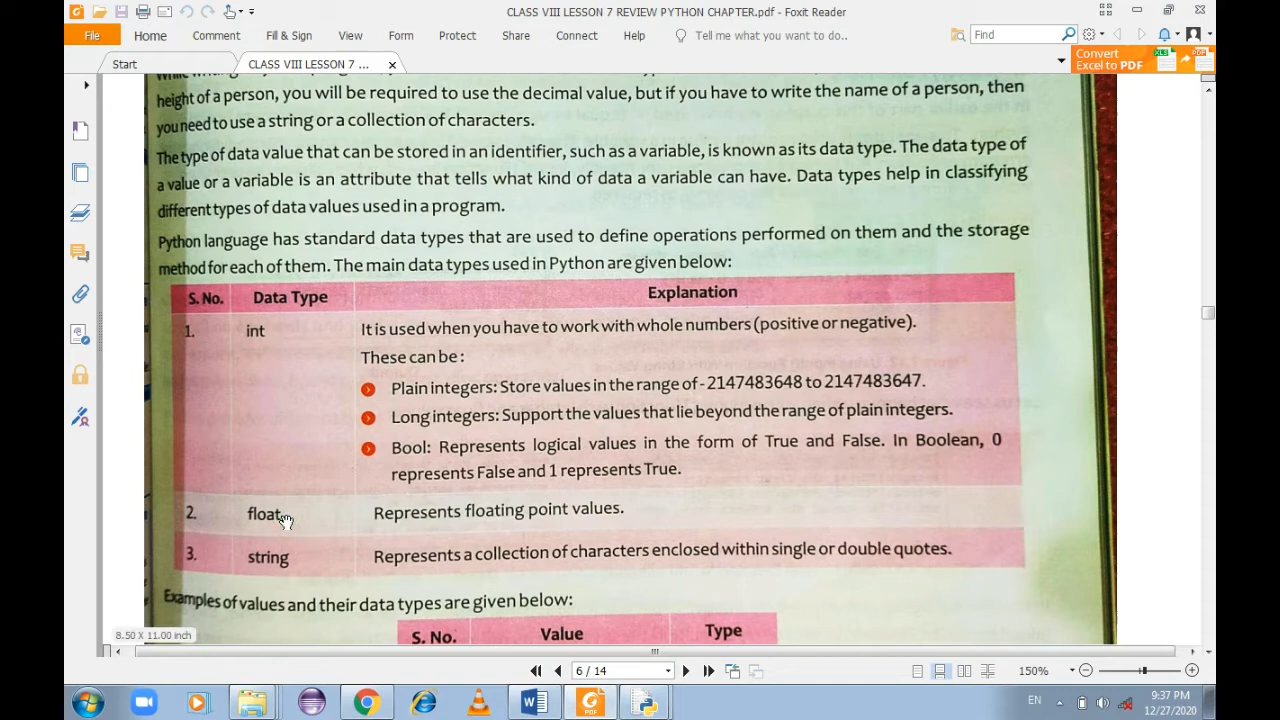 CLASS VIII LESSON 7 REVIEW PYTHON CHAPTER.pdf - Foxit Reader
File Home Comment Fill & Sign View Form Protect Share Connect Help Tell me what you want to do.. Find
Start CLASS VIII LESSON 7 ... Convert Excel to PDF
height of a person, you will be required to use the decimal value, but if you have to write the name of a person, then
you need to use a string or a collection of characters.
The type of data value that can be stored in an identifier, such as a variable, is known as its data type. The data type of
a value or a variable is an attribute that tells what kind of data a variable can have. Data types help in classifying
different types of data values used in a program.
Python language has standard data types that are used to define operations performed on them and the storage
method for each of them. The main data types used in Python are given below:
S. No. Data Type Explanation
1. int It is used when you have to work with whole numbers (positive or negative).
These can be :
Plain integers: Store values in the range of - 2147483648 to 2147483647.
Long integers: Support the values that lie beyond the range of plain integers.
Bool: Represents logical values in the form of True and False. In Boolean, 0
represents False and 1 represents True.
2. float Represents floating point values.
3. string Represents a collection of characters enclosed within single or double quotes.
Examples of values and their data types are given below:
S. No. Value Type
8.50 X 11.00 inch
6 / 14 150%
EN 9:37 PM
12/27/2020